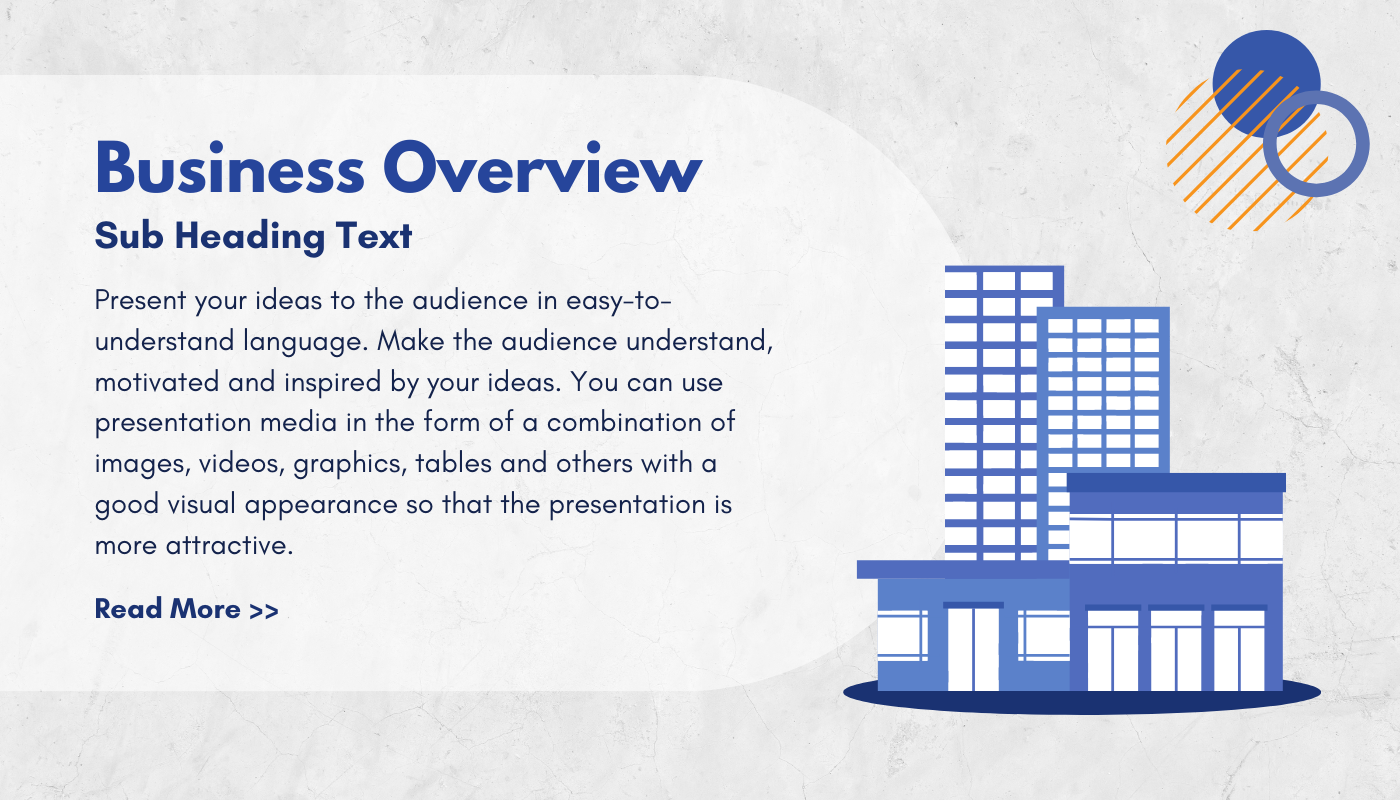 Business Overview
Sub Heading Text
Present your ideas to the audience in easy-to-
understand language. Make the audience understand,
motivated and inspired by your ideas. You can use
presentation media in the form of a combination of
images, videos, graphics, tables and others with a
good visual appearance so that the presentation is
more attractive.
Read More >>